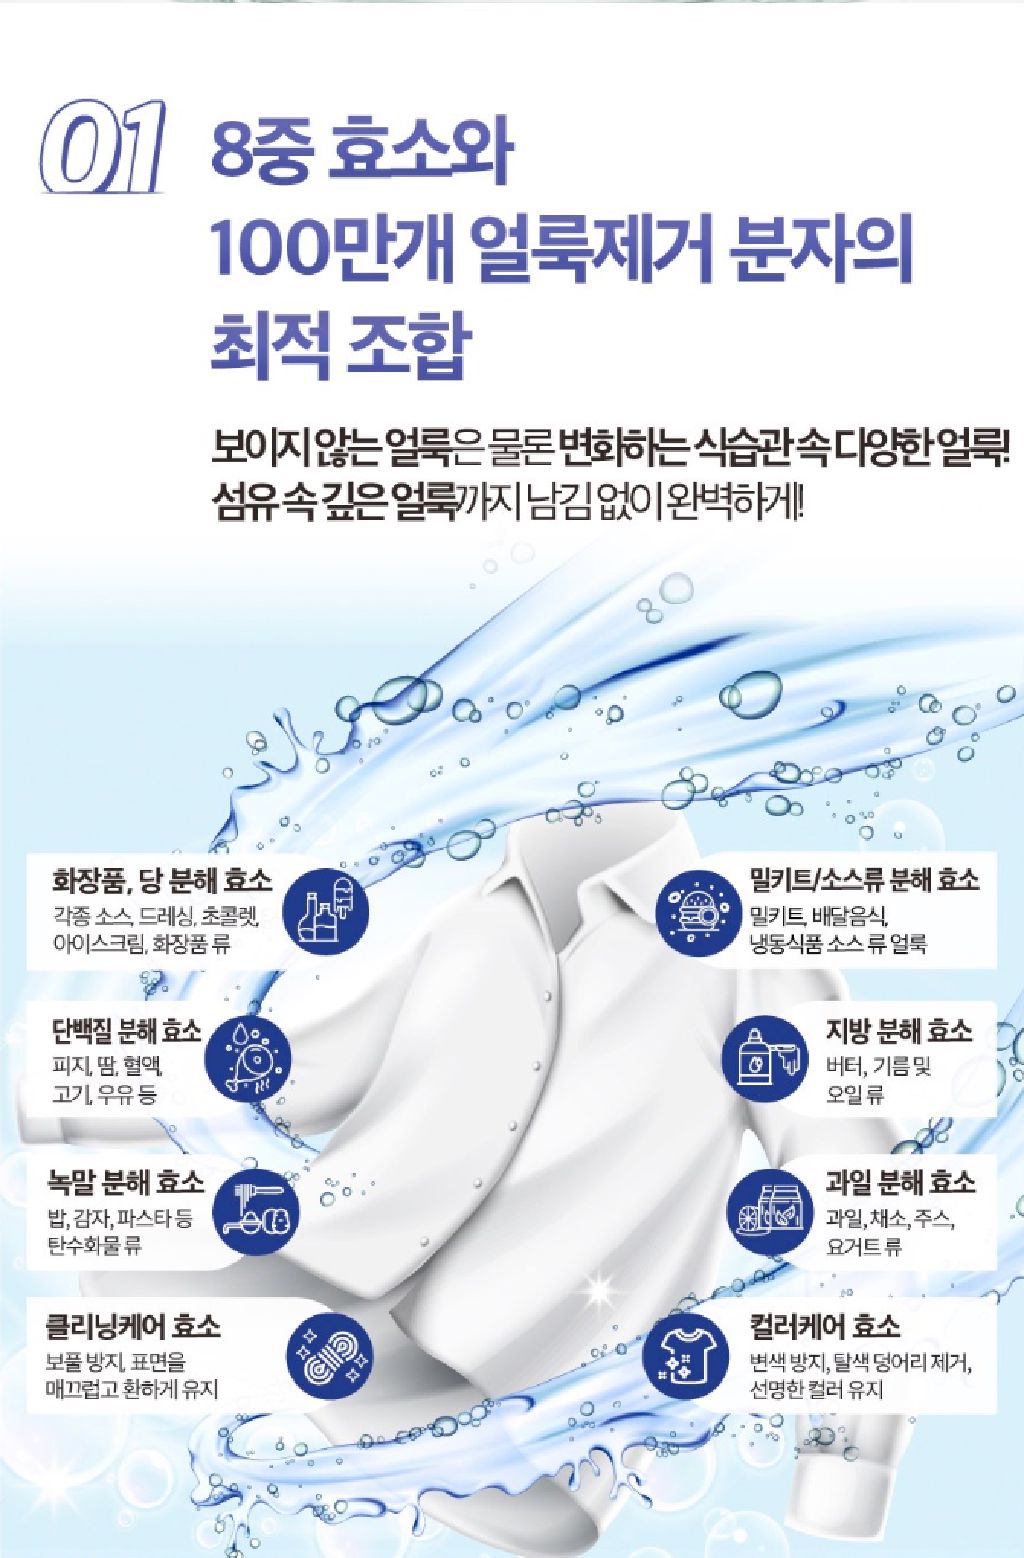 01
8중 효소와
100만개 얼룩제거 분자의
최적 조합
보이지 않는 얼룩은 물론 변화하는 식습관 속 다양한 얼룩!
섬유 속 깊은 얼룩까지 남김 없이 완벽하게!
화장품, 당 분해 효소
각종 소스, 드레싱, 초콜렛,
아이스크림, 화장품 류
밀키트/소스류 분해 효소
밀키트, 배달음식,
냉동식품 소스 류 얼룩
단백질 분해 효소
피지, 땀, 혈액,
고기, 우유 등
지방 분해 효소
버터, 기름 및
오일 류
녹말 분해 효소
밥, 감자, 파스타 등
탄수화물 류
과일 분해 효소
과일, 채소, 주스,
요거트 류
클리닝케어 효소
보풀 방지, 표면을
매끄럽고 환하게 유지
컬러케어 효소
변색 방지, 탈색 덩어리 제거,
선명한 컬러 유지